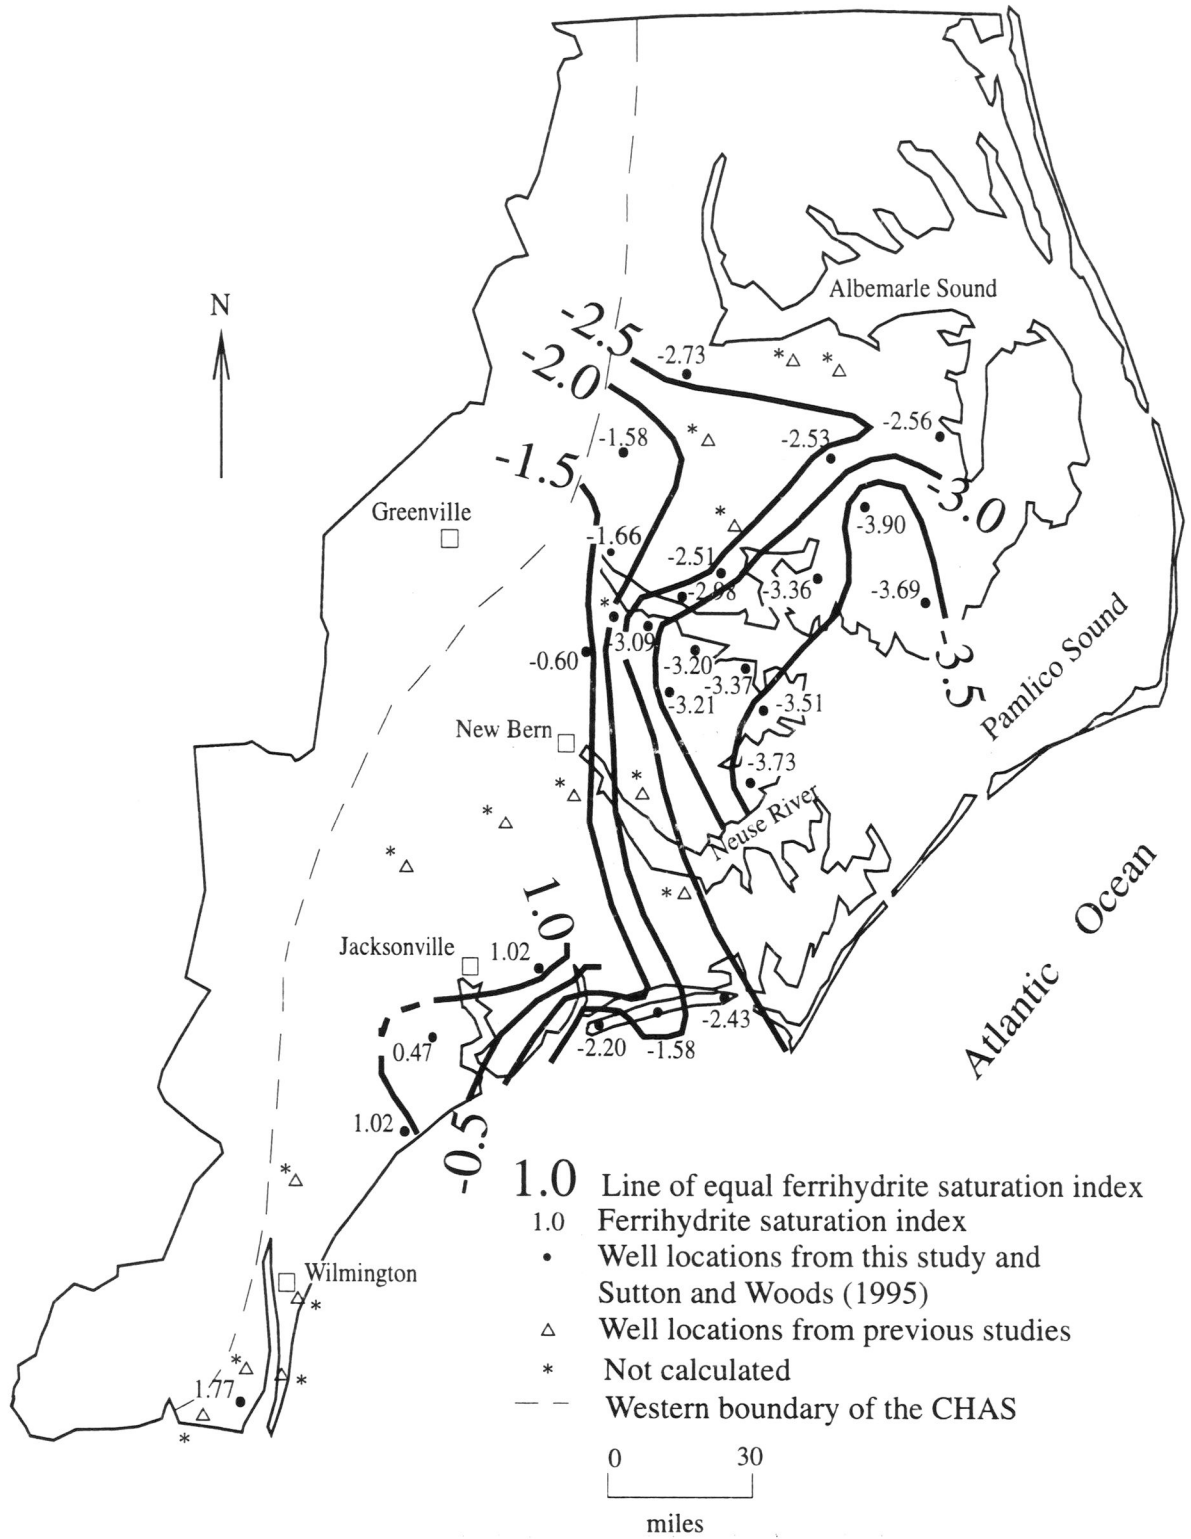 N
Albemarle Sound
-2.5
-2.73
*
*
-2.0
-2.56
-1.58
*
-2.53
-1.5
-3.0
Greenville
*
-3.90
-1.66
-2.51
-2.98
-3.36
-3.69
*
-3.09
-0.60
-3.20
-3.37
-3.5
Pamlico Sound
-3.21
-3.51
New Bern
-3.73
*
*
*
Neuse River
*
*
Ocean
1.0
Jacksonville
1.02
Atlantic
-2.43
0.47
-2.20
-1.58
1.02
-0.5
*
1.0 Line of equal ferrihydrite saturation index
1.0 Ferrihydrite saturation index
Well locations from this study and
Sutton and Woods (1995)
Wilmington
*
Well locations from previous studies
* Not calculated
*
*
1.77
*
Western boundary of the CHAS
0 30
miles